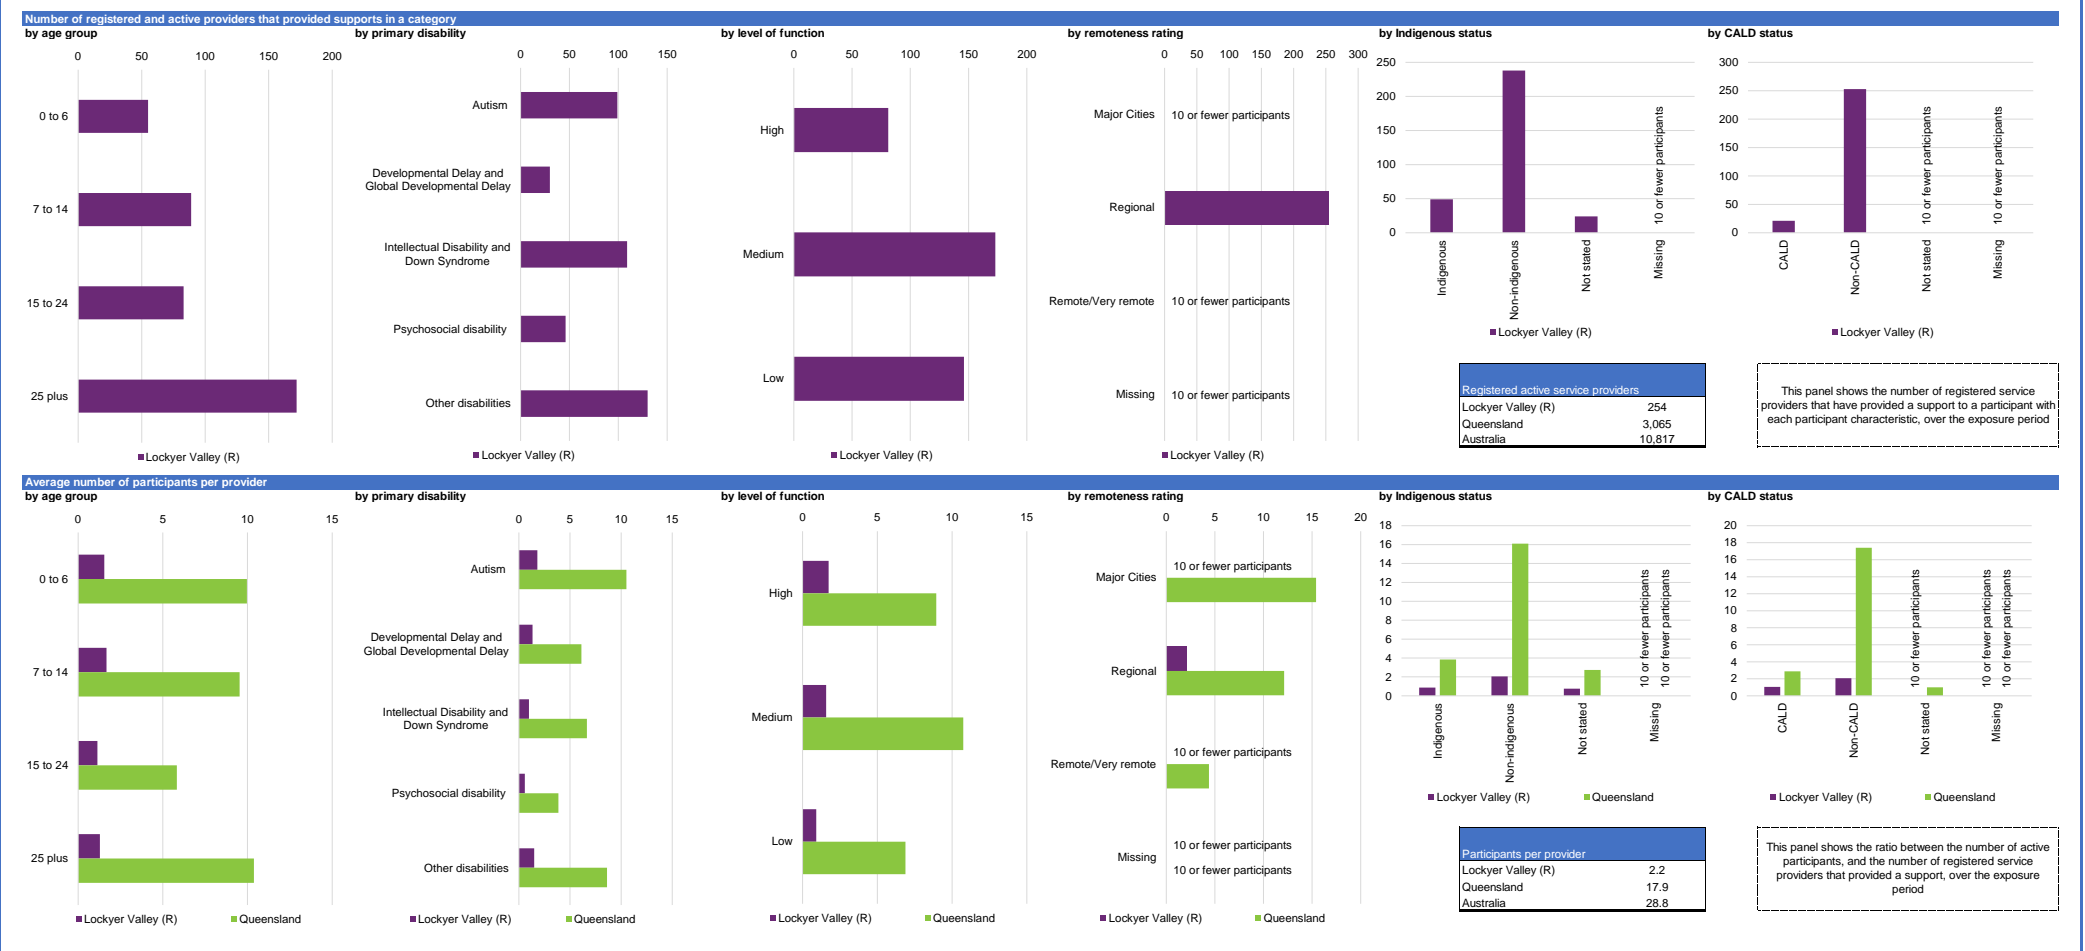 Number of registered and active providers that provided supports in a category
by age group
0 50 100 150 200
0 to 6
7 to 14
15 to 24
25 plus
Lockyer Valley (R)
by primary disability
0 50 100 150
Autism
Developmental Delay and
Global Developmental Delay
Intellectual Disability and
Down Syndrome
Psychosocial disability
Other disabilities
Lockyer Valley (R)
by level of function
0 50 100 150 200
High
Medium
Low
Lockyer Valley (R)
by remoteness rating
0 50 100 150 200 250 300
Major Cities 10 or fewer participants
Regional
Remote/Very remote 10 or fewer participants
Missing 10 or fewer participants
Lockyer Valley (R)
by Indigenous status
250
200
150
100
50
0
10 or fewer participants
Indigenous
Non-indigenous
Not stated
Missing
Lockyer Valley (R)
by CALD status
300
250
200
150
100
50
0
10 or fewer participants
10 or fewer participants
CALD
Non-CALD
Not stated
Missing
Lockyer Valley (R)
Registered active service providers
Lockyer Valley (R) 254
Queensland 3,065
Australia 10,817
This panel shows the number of registered service
providers that have provided a support to a participant with
each participant characteristic, over the exposure period
Average number of participants per provider
by age group
0 5 10 15
0 to 6
7 to 14
15 to 24
25 plus
Lockyer Valley (R) Queensland
by primary disability
0 5 10 15
Autism
Developmental Delay and
Global Developmental Delay
Intellectual Disability and
Down Syndrome
Psychosocial disability
Other disabilities
Lockyer Valley (R) Queensland
by level of function
0 5 10 15
High
Medium
Low
Lockyer Valley (R) Queensland
by remoteness rating
0 5 10 15 20
10 or fewer participants
Major Cities
Regional
10 or fewer participants
Remote/Very remote
10 or fewer participants
Missing
10 or fewer participants
Lockyer Valley (R) Queensland
by Indigenous status
18
16
14
12
10
8
6
4
2
0
10 or fewer participants
10 or fewer participants
Indigenous
Non-indigenous
Not stated
Missing
Lockyer Valley (R) Queensland
by CALD status
20
18
16
14
12
10
8
6
4
2
0
10 or fewer participants
10 or fewer participants
10 or fewer participants
CALD
Non-CALD
Not stated
Missing
Lockyer Valley (R) Queensland
Participants per provider
Lockyer Valley (R) 2.2
Queensland 17.9
Australia 28.8
This panel shows the ratio between the number of active
participants, and the number of registered service
providers that provided a support, over the exposure
period